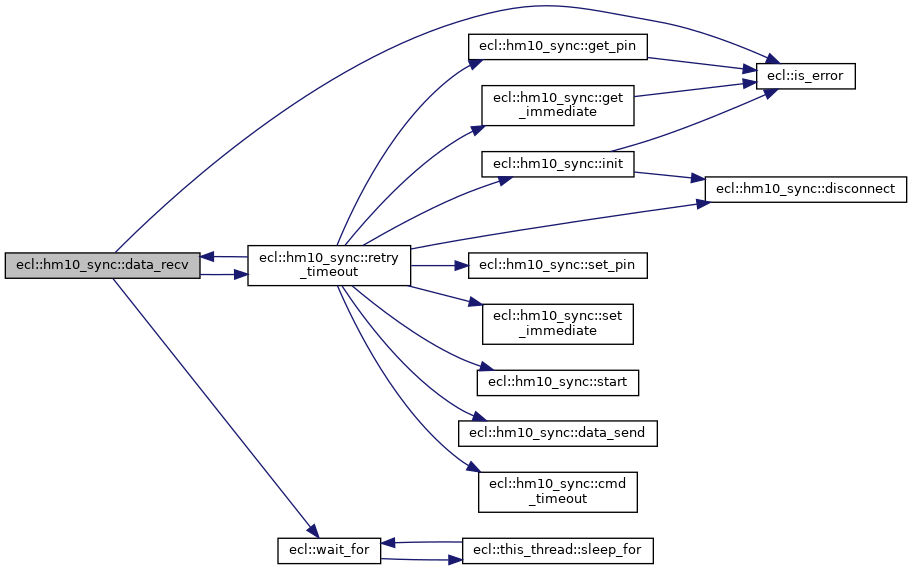 ecl::hm10_sync::get_pin
ecl::is_error
ecl::hm10_sync::get
_immediate
ecl::hm10_sync::init
ecl::hm10_sync::disconnect
ecl::hm10_sync::data_recv
ecl::hm10_sync::retry
_timeout
ecl::hm10_sync::set_pin
ecl::hm10_sync::set
_immediate
ecl::hm10_sync::start
ecl::hm10_sync::data_send
ecl::hm10_sync::cmd
_timeout
ecl::wait_for
ecl::this_thread::sleep_for